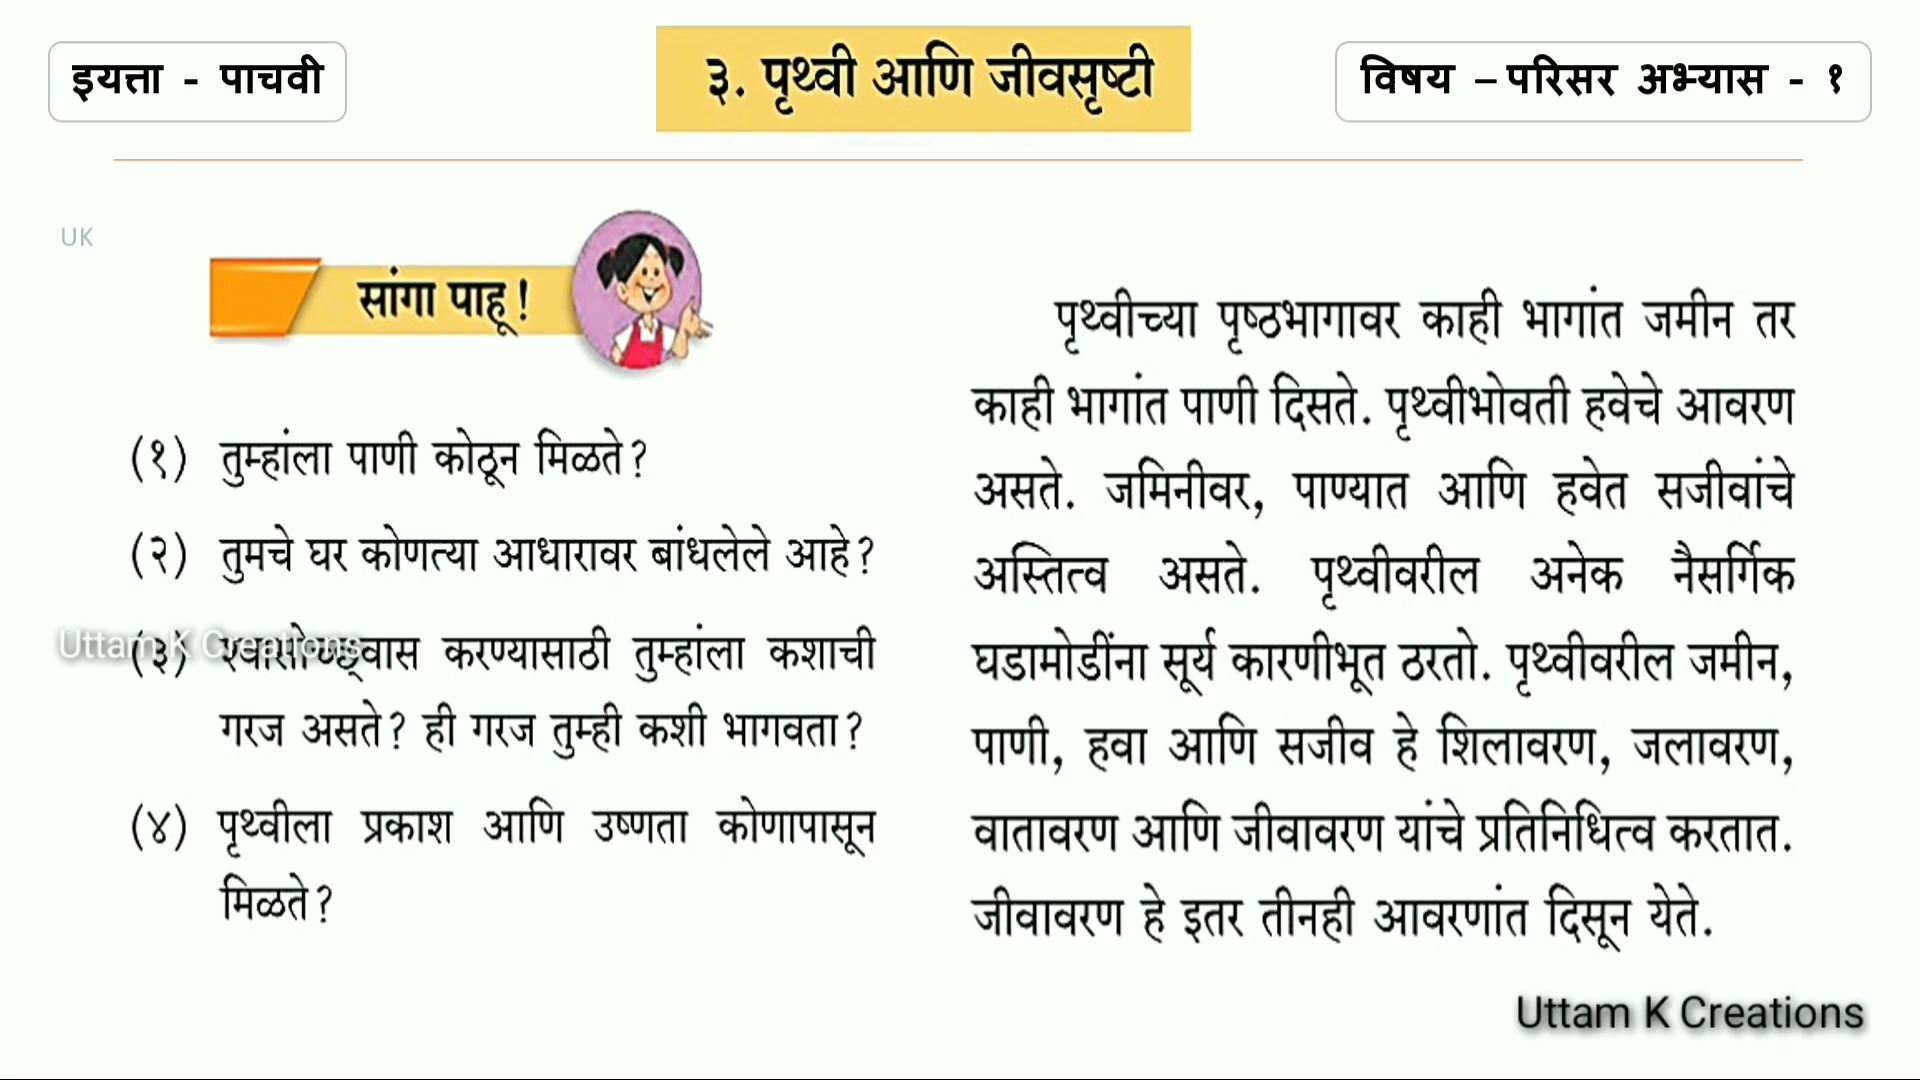 इयत्ता - पाचवी
३. पृथ्वी आणि जीवसृष्टी
विषय – परिसर अभ्यास - १
UK
सांगा पाहू !
(१) तुम्हांला पाणी कोठून मिळते?
(२) तुमचे घर कोणत्या आधारावर बांधलेले आहे?
(३) श्वासोच्छ्वास करण्यासाठी तुम्हांला कशाची
गरज असते? ही गरज तुम्ही कशी भागवता?
(४) पृथ्वीला प्रकाश आणि उष्णता कोणापासून
मिळते?
Uttam K Creations
पृथ्वीच्या पृष्ठभागावर काही भागांत जमीन तर
काही भागांत पाणी दिसते. पृथ्वीभोवती हवेचे आवरण
असते. जमिनीवर, पाण्यात आणि हवेत सजीवांचे
अस्तित्व असते. पृथ्वीवरील अनेक नैसर्गिक
घडामोडींना सूर्य कारणीभूत ठरतो. पृथ्वीवरील जमीन,
पाणी, हवा आणि सजीव हे शिलावरण, जलावरण,
वातावरण आणि जीवावरण यांचे प्रतिनिधित्व करतात.
जीवावरण हे इतर तीनही आवरणांत दिसून येते.
Uttam K Creations